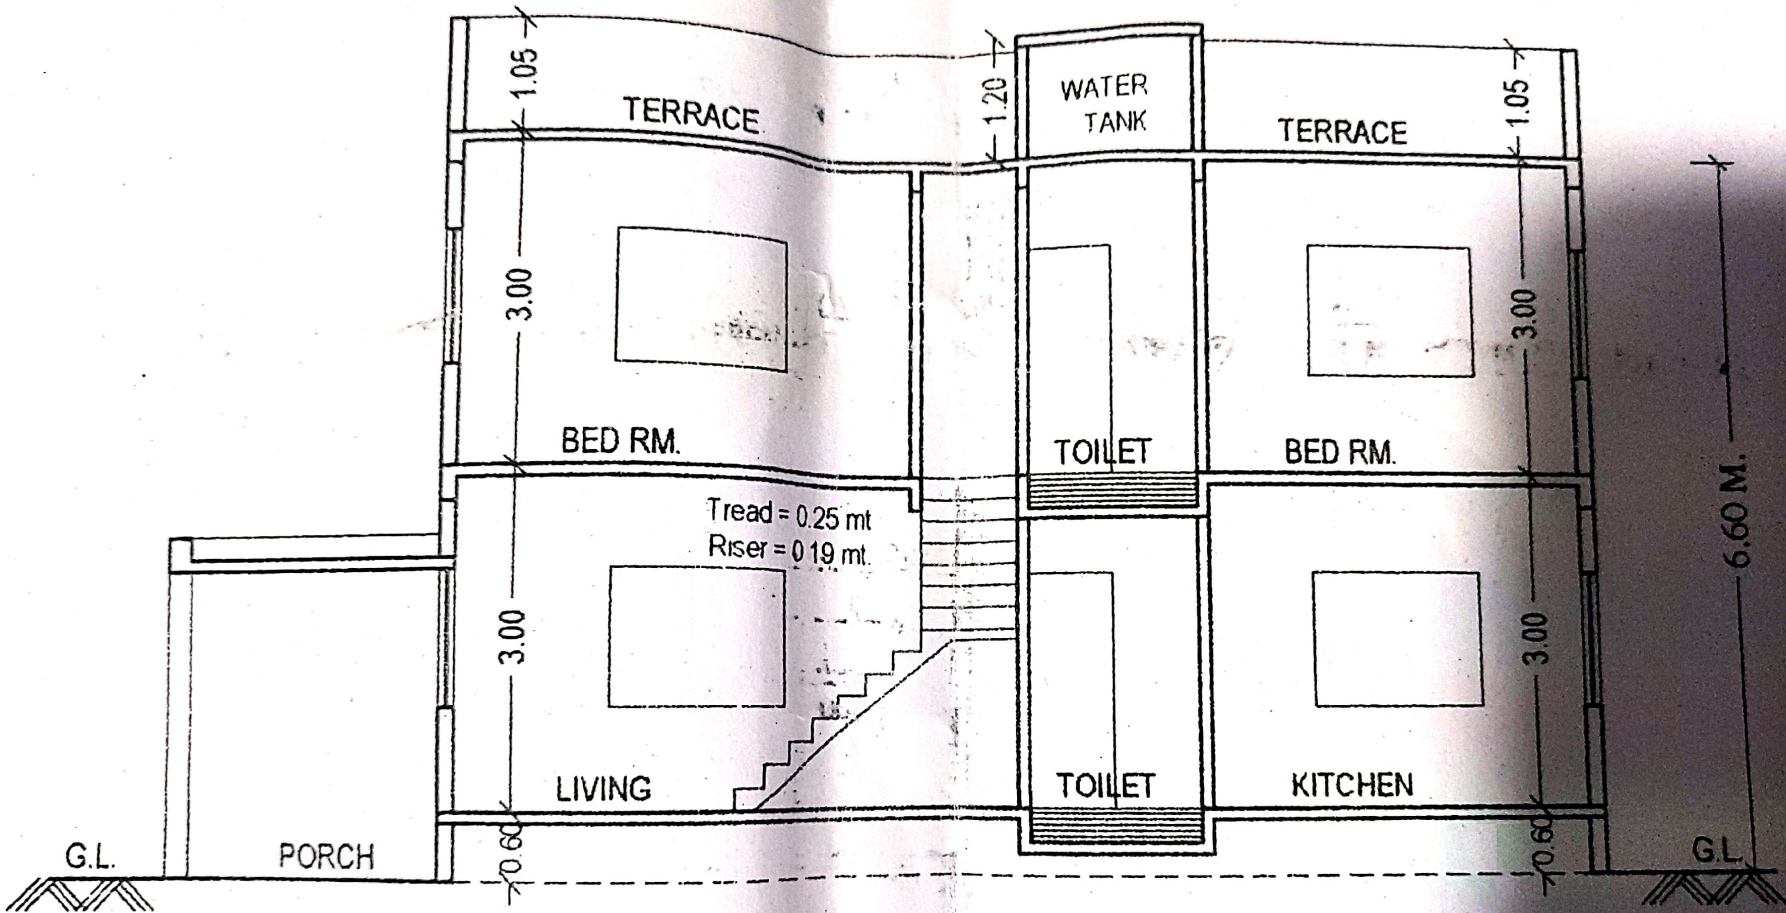 1.05
TERRACE
1.20
WATER
TANK
TERRACE
1.05
3.00
BED RM.
TOILET
BED RM.
3.00
6.60 M.
Tread = 0.25 mt
Riser = 0 19 mt.
3.00
LIVING
TOILET
KITCHEN
3.00
G.L.
PORCH
0.60
0.60
G.L